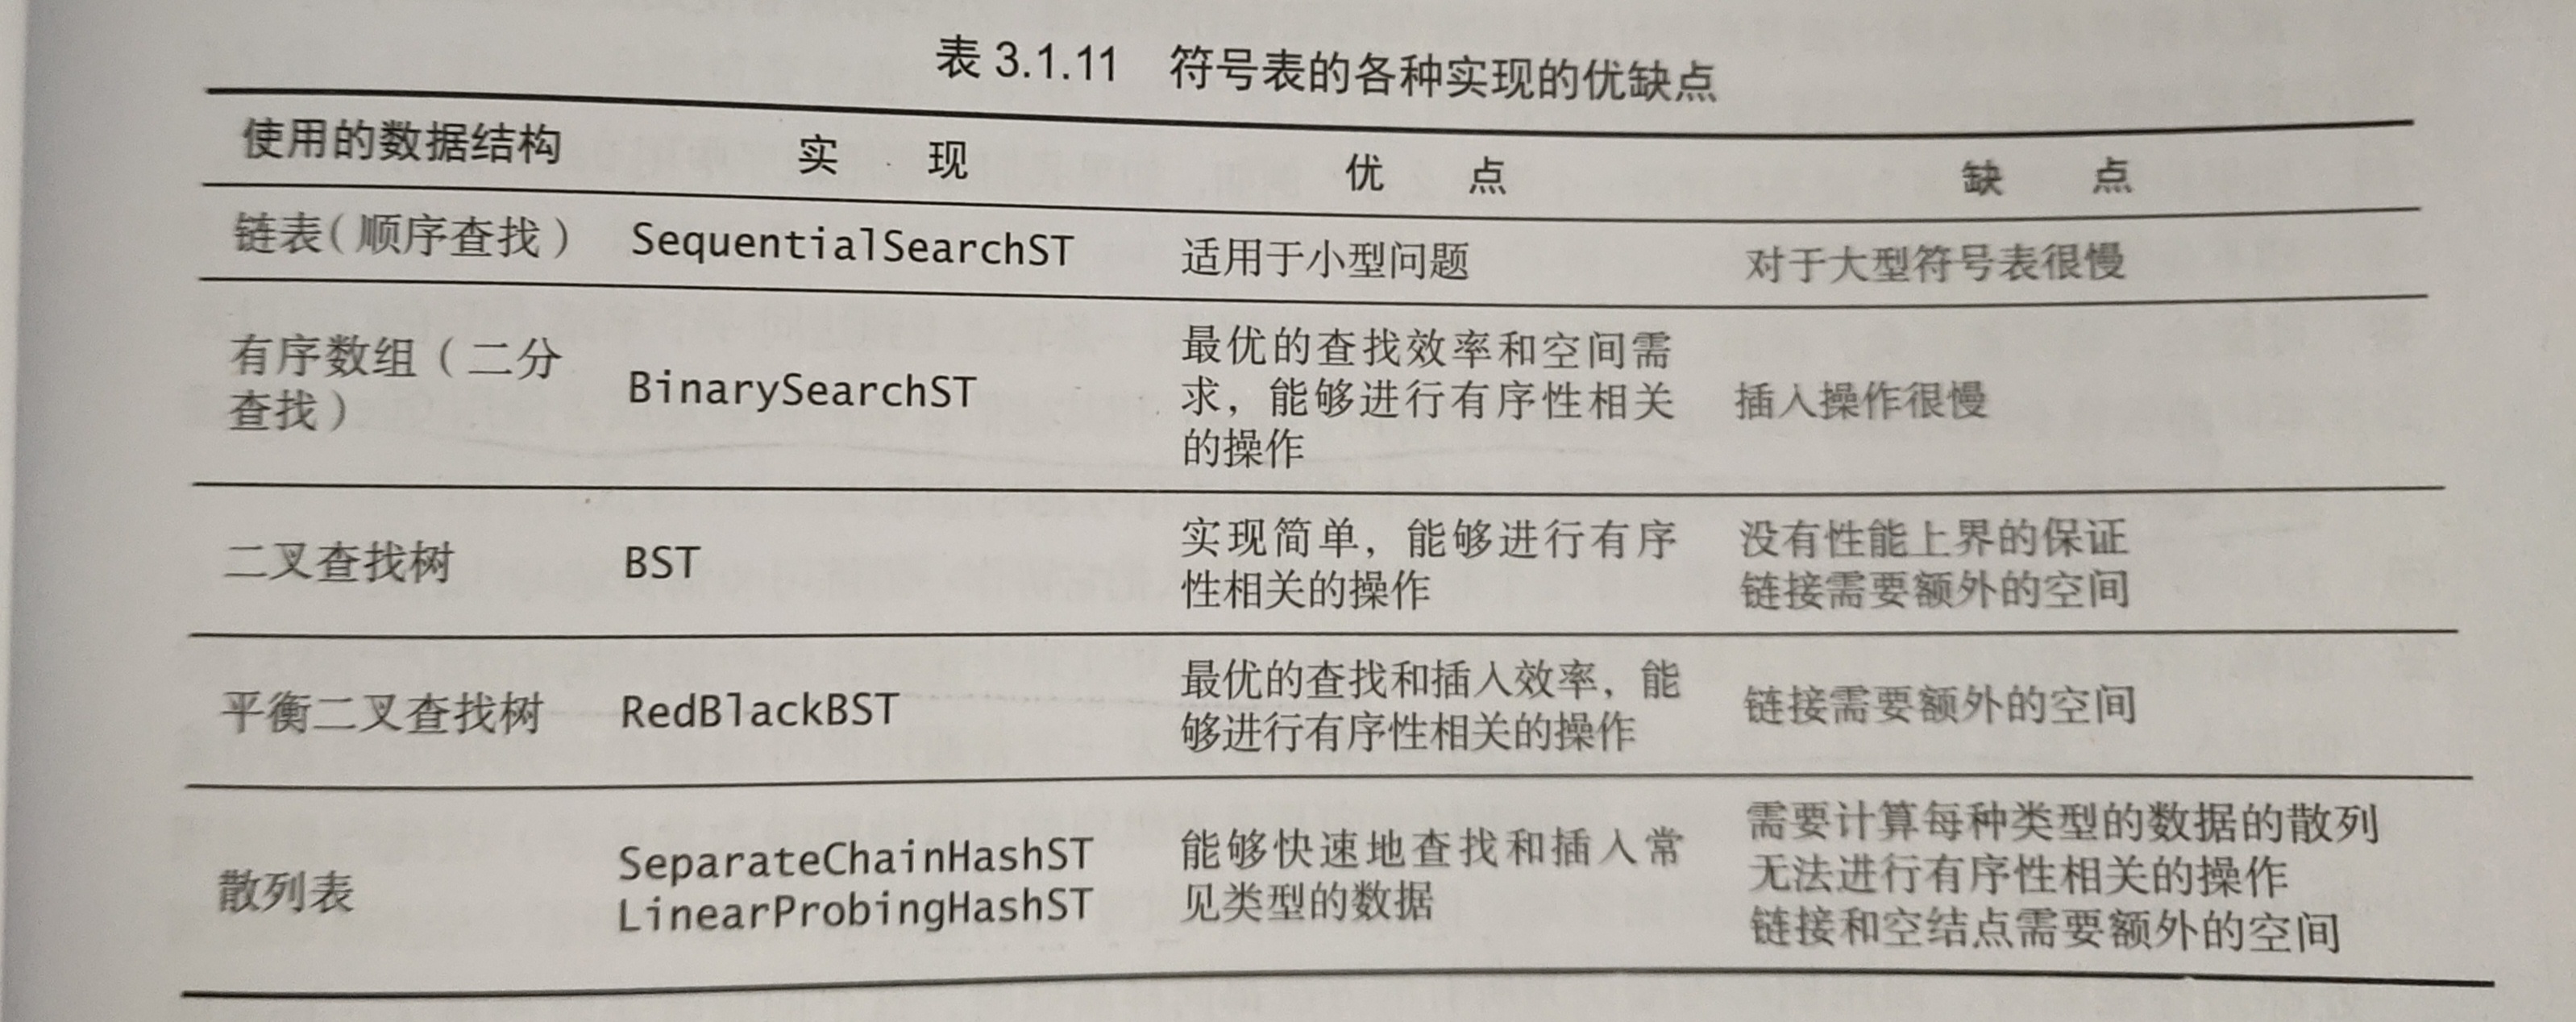 表 3.1.11 符号表的各种实现的优缺点
使用的数据结构 实 现 优 点 缺 点
链表(顺序查找) SequentialSearchST 适用于小型问题 对于大型符号表很慢
有序数组(二分
查找)
BinarySearchST
最优的查找效率和空间需
求，能够进行有序性相关
的操作
插入操作很慢
二叉查找树
BST
实现简单，能够进行有序
性相关的操作
没有性能上界的保证
链接需要额外的空间
平衡二叉查找树
RedBlackBST
最优的查找和插入效率，能
够进行有序性相关的操作
链接需要额外的空间
散列表
SeparateChainHashST
LinearProbingHashST
能够快速地查找和插入常
见类型的数据
需要计算每种类型的数据的散列
无法进行有序性相关的操作
链接和空结点需要额外的空间